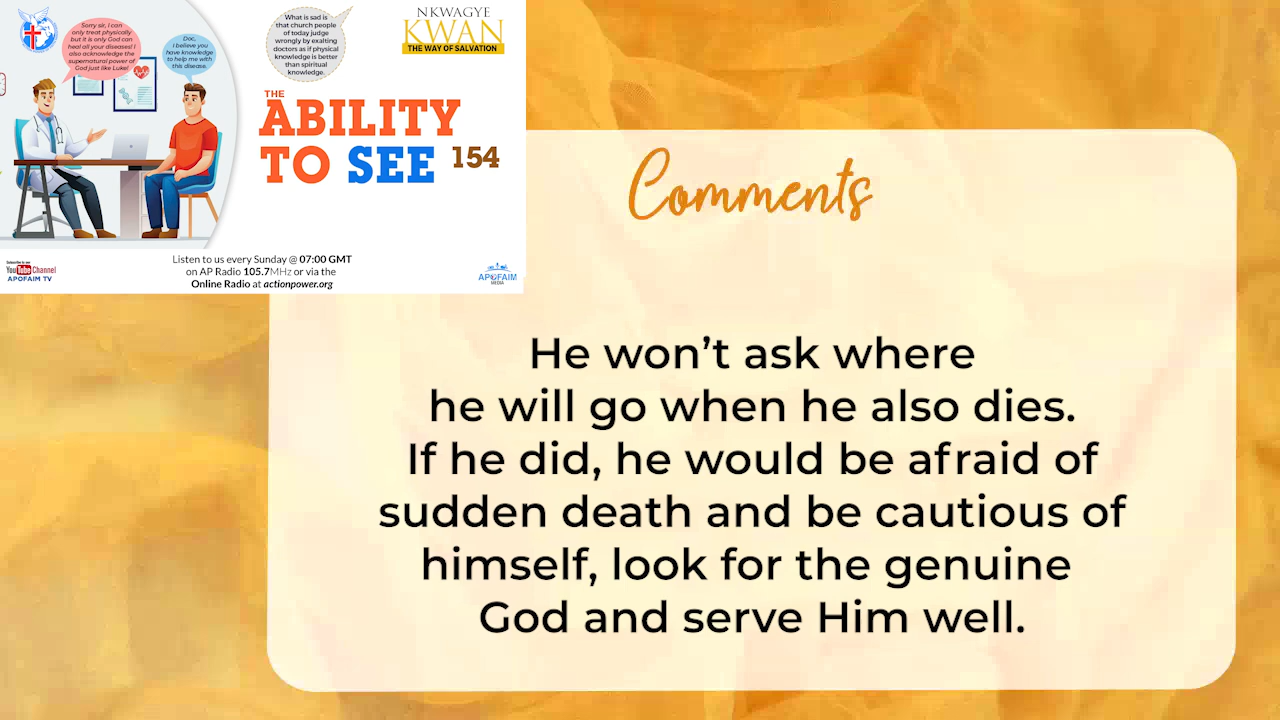 Sorry sir, I can
only treat physically
but it is only God can
heal all your diseases! I
also acknowledge the
supernatural power of
God just like Luke!
Doc,
I believe you
have knowledge
to help me with
this disease.
What is sad is
that church people
of today judge
wrongly by exalting
doctors as if physical
knowledge is better
than spiritual
knowledge.
NKWAGYE
KWAN
THE WAY OF SALVATION
THE
ABILITY
TO SEE 154
Listen to us every Sunday @ 07:00 GMT
on AP Radio 105.7MHz or via the
Online Radio at actionpower.org
Subscribe to our
YouTube Channel
APOFAIM TV
APOFAIM
MEDIA
Comments
He won’t ask where
he will go when he also dies.
If he did, he would be afraid of
sudden death and be cautious of
himself, look for the genuine
God and serve Him well.